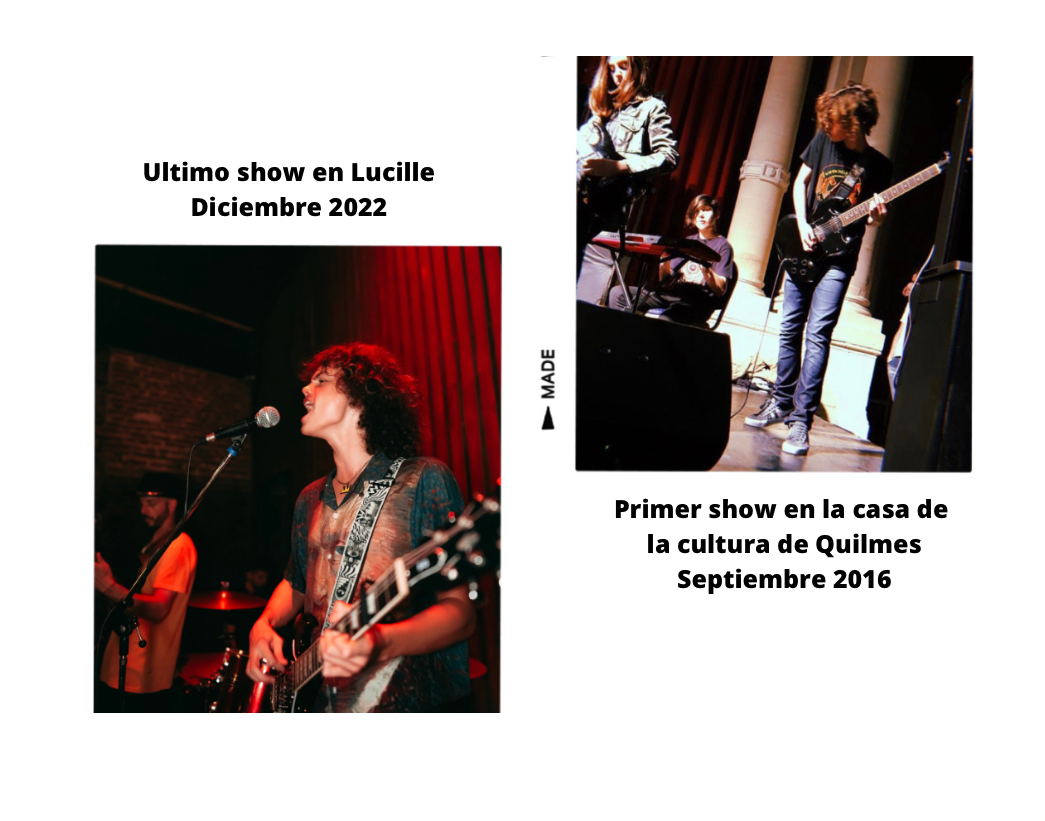 Ultimo show en Lucille
Diciembre 2022
MADE
Primer show en la casa de
la cultura de Quilmes
Septiembre 2016